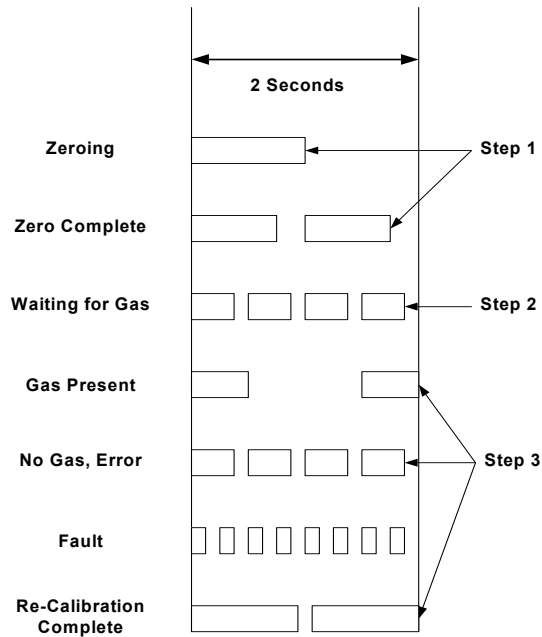 2 Seconds
Zeroing
Step 1
Zero Complete
Waiting for Gas
Step 2
Gas Present
No Gas, Error
Step 3
Fault
Re-Calibration
Complete